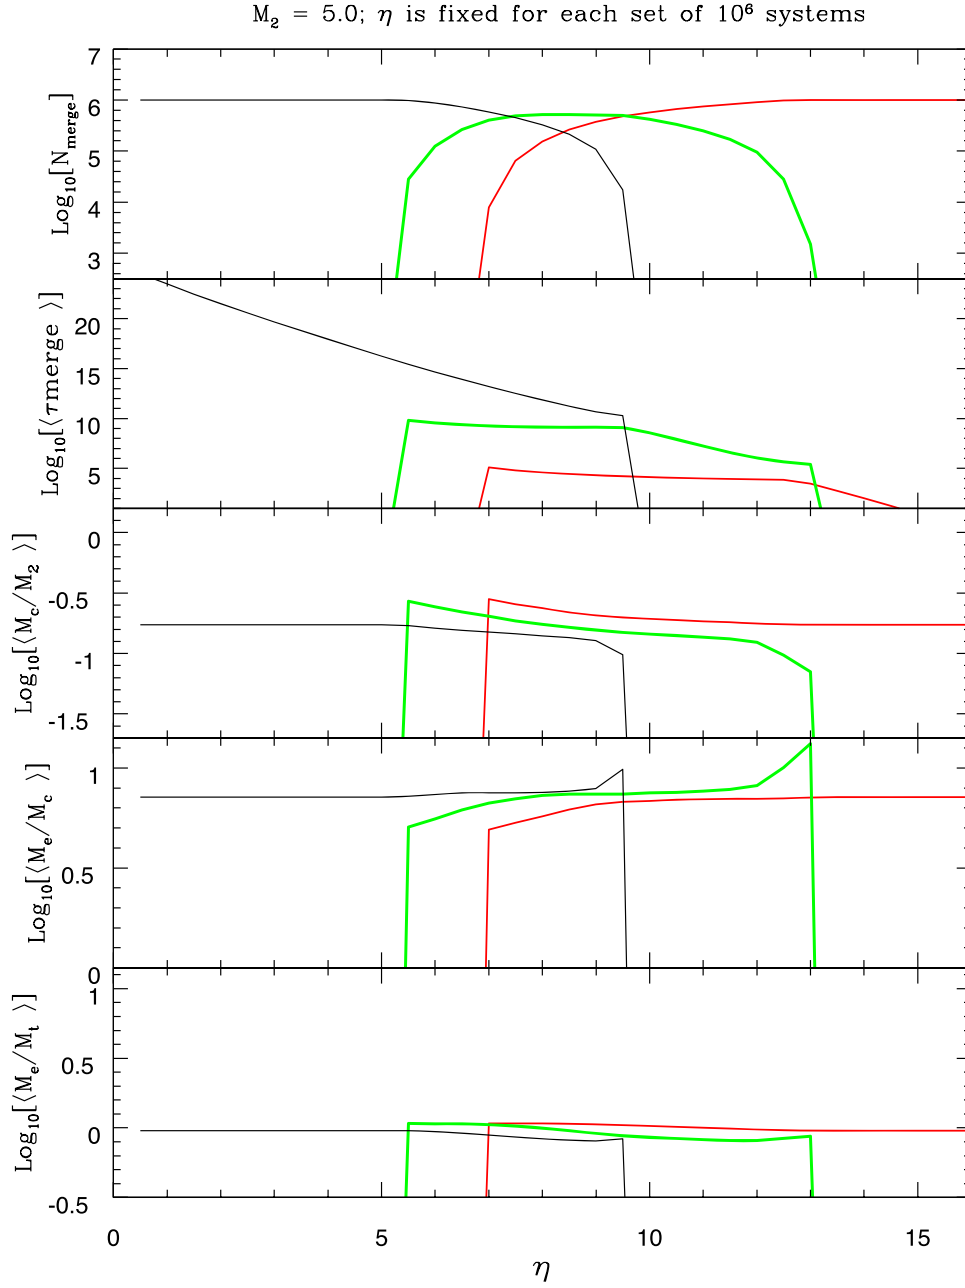 M₂ = 5.0; η is fixed for each set of 10⁶ systems
Log₁₀[N_merge]
7
6
5
4
3
Log₁₀[⟨τmerge ⟩]
20
15
10
5
Log₁₀[⟨M_c/M₂ ⟩]
0
-0.5
-1
-1.5
Log₁₀[⟨M_e/M_c ⟩]
1
0.5
0
Log₁₀[⟨M_e/M_t ⟩]
1
0.5
0
-0.5
0 5 10 15
η